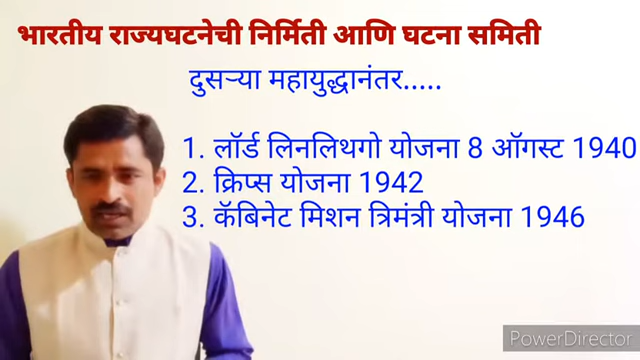 भारतीय राज्यघटनेची निर्मिती आणि घटना समिती
दुसऱ्या महायुद्धानंतर.....
1. लॉर्ड लिनलिथगो योजना 8 ऑगस्ट 1940
2. क्रिप्स योजना 1942
3. कॅबिनेट मिशन त्रिमंत्री योजना 1946
PowerDirector